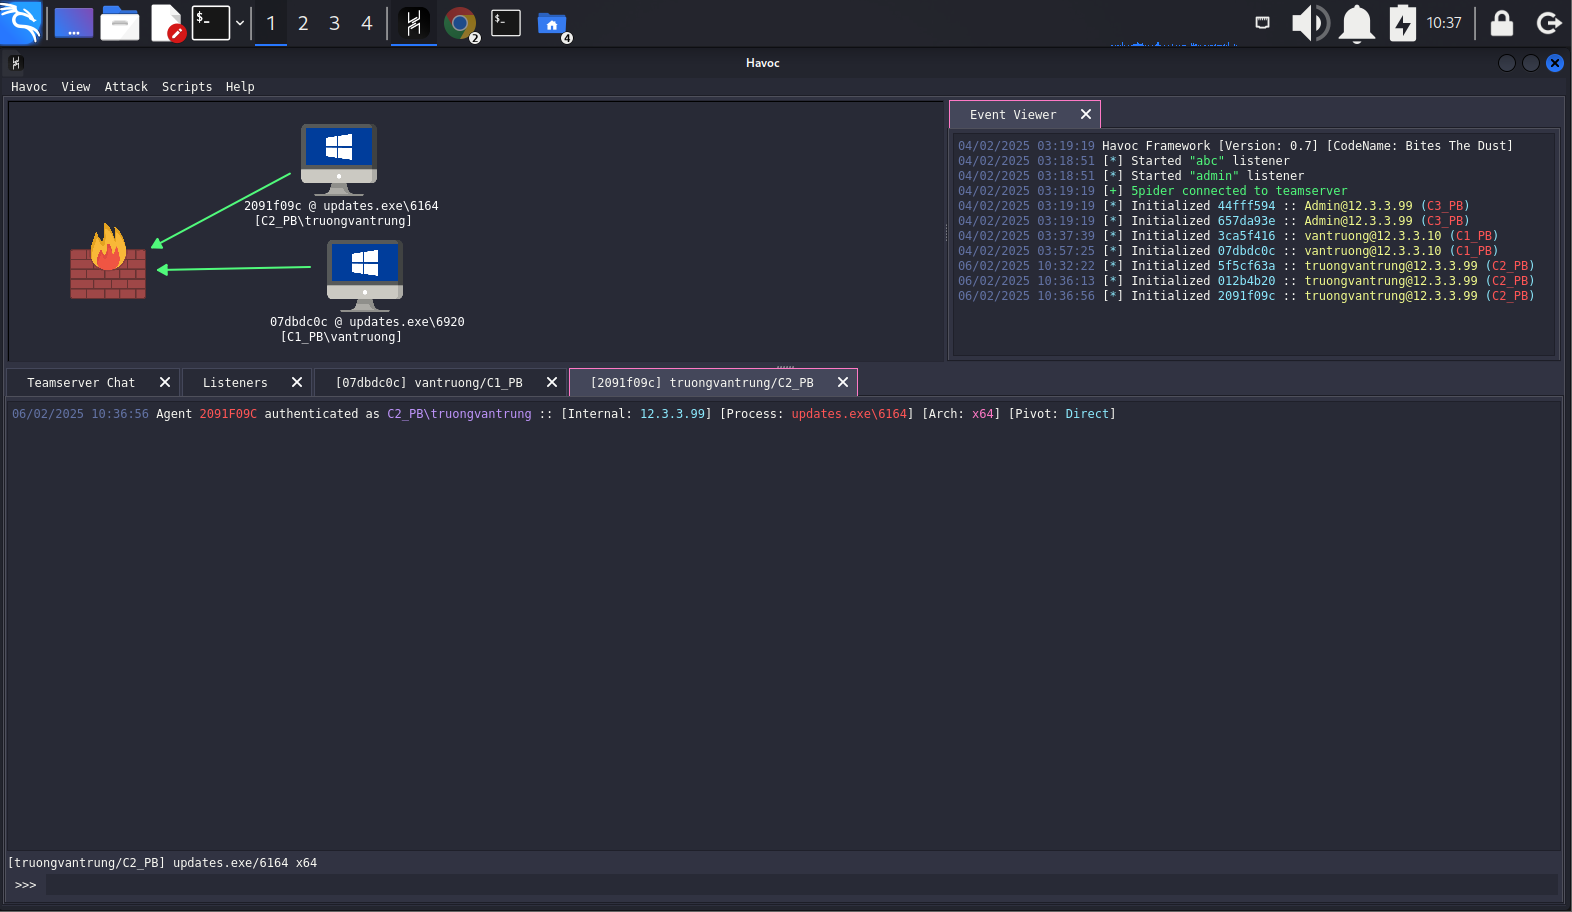 $-
1 2 3 4
2
$-
4
10:37
Havoc
Havoc View Attack Scripts Help
2091f09c @ updates.exe\6164
[C2_PB\truongvantrung]
07dbdc0c @ updates.exe\6920
[C1_PB\vantruong]
Event Viewer
04/02/2025 03:19:19 Havoc Framework [Version: 0.7] [CodeName: Bites The Dust]
04/02/2025 03:18:51 [*] Started "abc" listener
04/02/2025 03:18:51 [*] Started "admin" listener
04/02/2025 03:19:19 [+] 5pider connected to teamserver
04/02/2025 03:19:19 [*] Initialized 44fff594 :: Admin@12.3.3.99 (C3_PB)
04/02/2025 03:19:19 [*] Initialized 657da93e :: Admin@12.3.3.99 (C3_PB)
04/02/2025 03:37:39 [*] Initialized 3ca5f416 :: vantruong@12.3.3.10 (C1_PB)
04/02/2025 03:57:25 [*] Initialized 07dbdc0c :: vantruong@12.3.3.10 (C1_PB)
06/02/2025 10:32:22 [*] Initialized 5f5cf63a :: truongvantrung@12.3.3.99 (C2_PB)
06/02/2025 10:36:13 [*] Initialized 012b4b20 :: truongvantrung@12.3.3.99 (C2_PB)
06/02/2025 10:36:56 [*] Initialized 2091f09c :: truongvantrung@12.3.3.99 (C2_PB)
Teamserver Chat
Listeners
[07dbdc0c] vantruong/C1_PB
[2091f09c] truongvantrung/C2_PB
06/02/2025 10:36:56 Agent 2091F09C authenticated as C2_PB\truongvantrung :: [Internal: 12.3.3.99] [Process: updates.exe\6164] [Arch: x64] [Pivot: Direct]
[truongvantrung/C2_PB] updates.exe/6164 x64
>>>